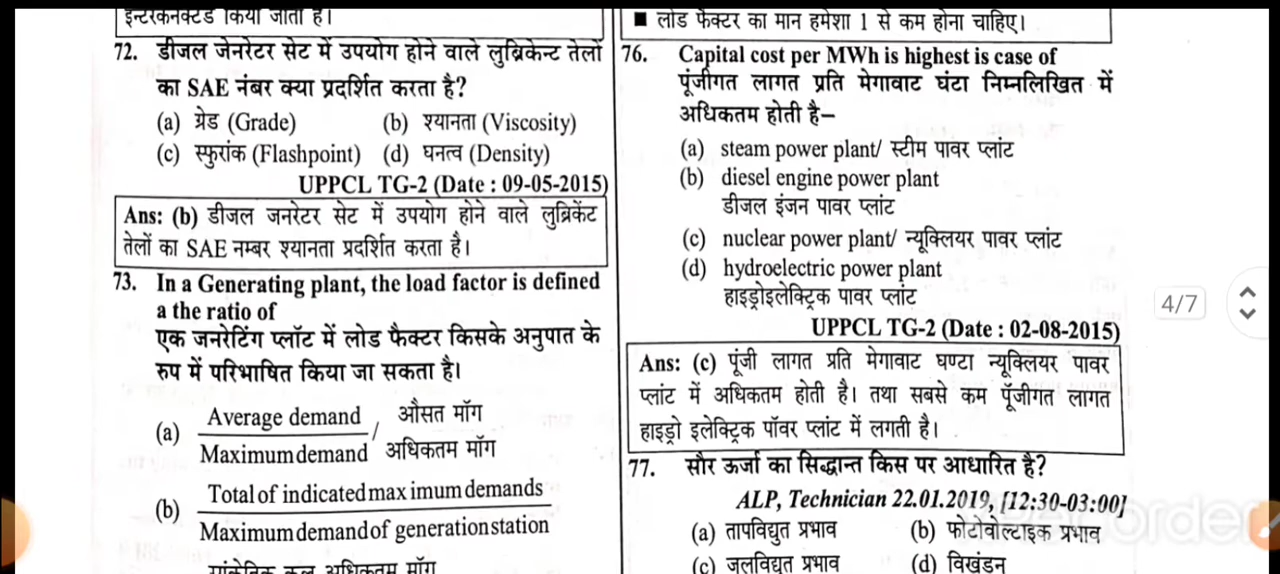 इन्टरकनेक्टेड किया जाता है।
72. डीजल जेनरेटर सेट में उपयोग होने वाले लुब्रिकेन्ट तेलों
का SAE नंबर क्या प्रदर्शित करता है?
(a) ग्रेड (Grade) (b) श्यानता (Viscosity)
(c) स्फुरांक (Flashpoint) (d) घनत्व (Density)
UPPCL TG-2 (Date : 09-05-2015)
Ans: (b) डीजल जनरेटर सेट में उपयोग होने वाले लुब्रिकेंट
तेलों का SAE नम्बर श्यानता प्रदर्शित करता है।
73. In a Generating plant, the load factor is defined
a the ratio of
एक जनरेटिंग प्लॉट में लोड फैक्टर किसके अनुपात के
रुप में परिभाषित किया जा सकता है।
(a) Average demand / औसत माँग
Maximum demand अधिकतम माँग
(b) Total of indicated max imum demands
Maximum demand of generation station
सांकेतिक कुल अधिकतम माँग
■ लोड फैक्टर का मान हमेशा 1 से कम होना चाहिए।
76. Capital cost per MWh is highest is case of
पूंजीगत लागत प्रति मेगावाट घंटा निम्नलिखित में
अधिकतम होती है–
(a) steam power plant/ स्टीम पावर प्लांट
(b) diesel engine power plant
डीजल इंजन पावर प्लांट
(c) nuclear power plant/ न्यूक्लियर पावर प्लांट
(d) hydroelectric power plant
हाइड्रोइलेक्ट्रिक पावर प्लांट
UPPCL TG-2 (Date : 02-08-2015)
Ans: (c) पूंजी लागत प्रति मेगावाट घण्टा न्यूक्लियर पावर
प्लांट में अधिकतम होती है। तथा सबसे कम पूँजीगत लागत
हाइड्रो इलेक्ट्रिक पॉवर प्लांट में लगती है।
77. सौर ऊर्जा का सिद्धान्त किस पर आधारित है?
ALP, Technician 22.01.2019, [12:30-03:00]
(a) तापविद्युत प्रभाव (b) फोटोवोल्टाइक प्रभाव
(c) जलविद्युत प्रभाव (d) विखंडन
4/7